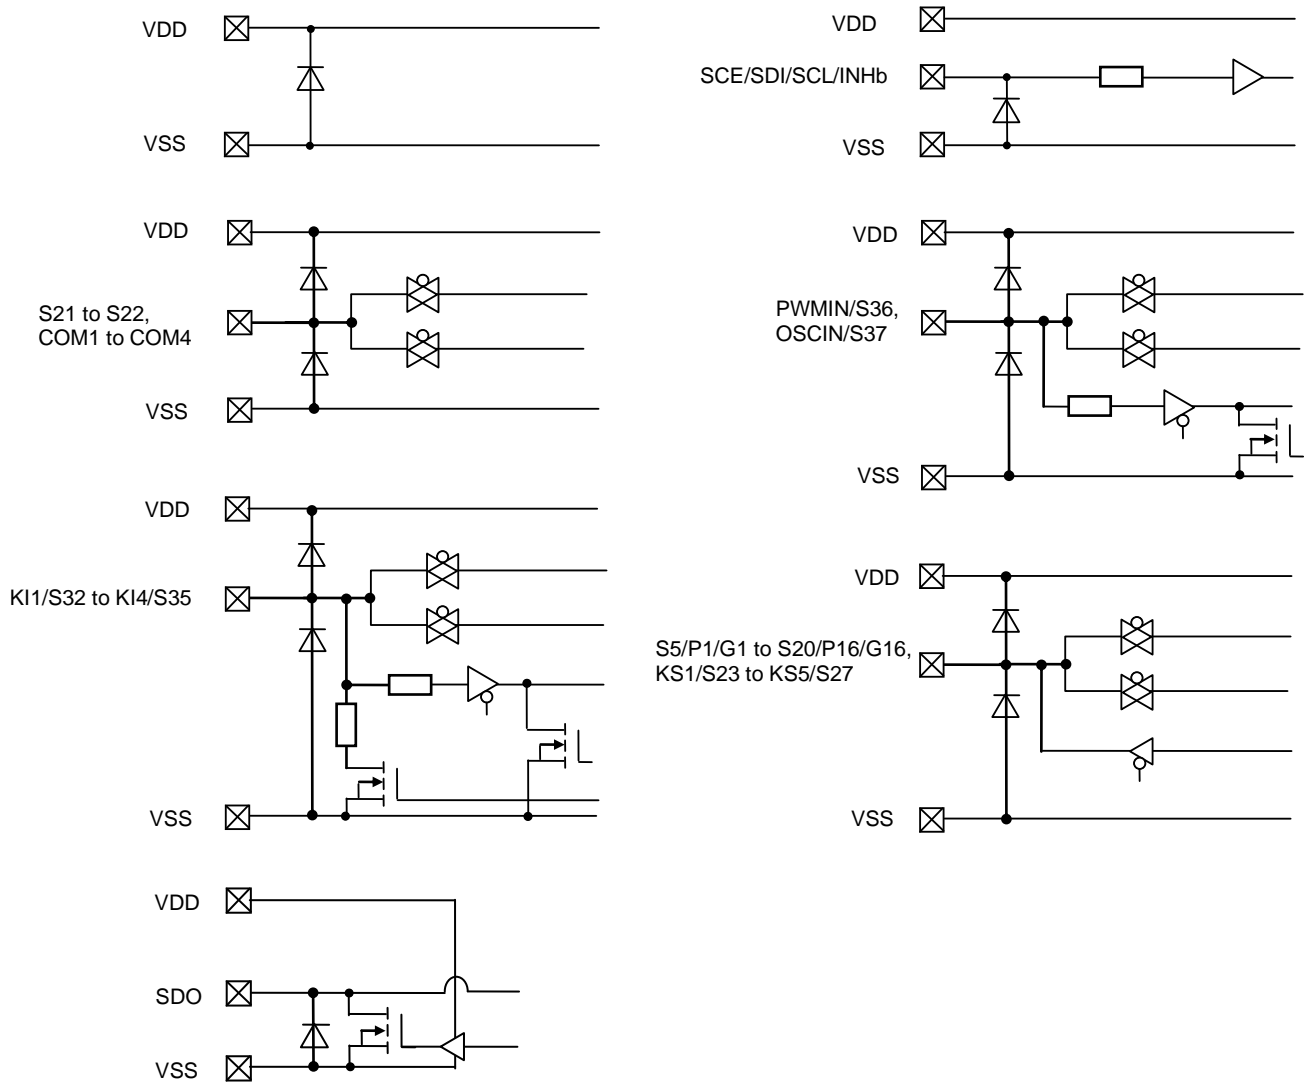 VDD
VSS
VDD
SCE/SDI/SCL/INHb
VSS
VDD
S21 to S22,
COM1 to COM4
VSS
VDD
PWMIN/S36,
OSCIN/S37
VSS
VDD
KI1/S32 to KI4/S35
VSS
VDD
S5/P1/G1 to S20/P16/G16,
KS1/S23 to KS5/S27
VSS
VDD
SDO
VSS